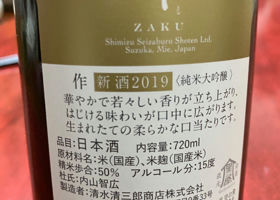 ZAKU
Shimizu Seizaburo Shoten Ltd.
Suzuka, Mie, Japan
作 新酒2019 〈純米大吟醸〉
華やかで若々しい香りが立ち上がり、
はじける味わいが口中に広がります。
生まれたての柔らかな口当たりです。
品目:日本酒 内容量:720ml
原材料名:米(国産)、米麹(国産米)
精米歩合:50% アルコール分:15度
杜氏:内山智広
製造者:清水清三郎商店株式会社